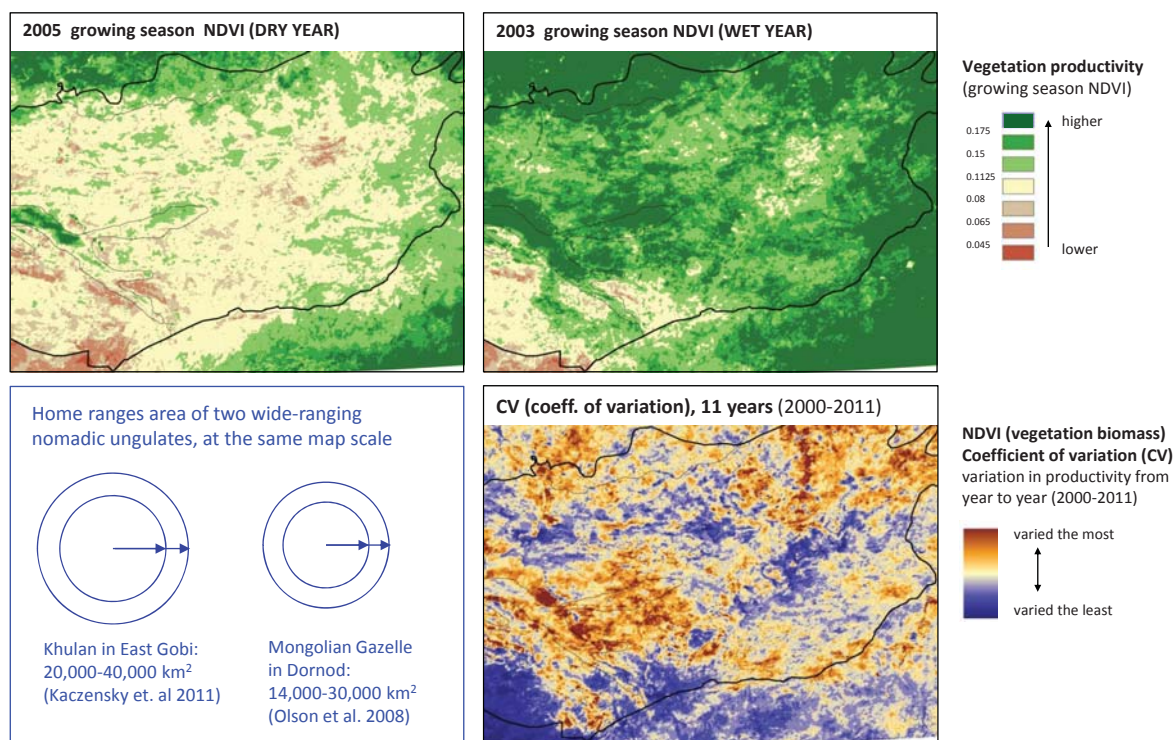 2005 growing season NDVI (DRY YEAR)
2003 growing season NDVI (WET YEAR)
Vegetation productivity
(growing season NDVI)
higher
0.175
0.15
0.1125
0.08
0.065
0.045
lower
Home ranges area of two wide-ranging
nomadic ungulates, at the same map scale
Khulan in East Gobi:
20,000-40,000 km²
(Kaczensky et. al 2011)
Mongolian Gazelle
in Dornod:
14,000-30,000 km²
(Olson et al. 2008)
CV (coeff. of variation), 11 years (2000-2011)
NDVI (vegetation biomass)
Coefficient of variation (CV)
variation in productivity from
year to year (2000-2011)
varied the most
varied the least